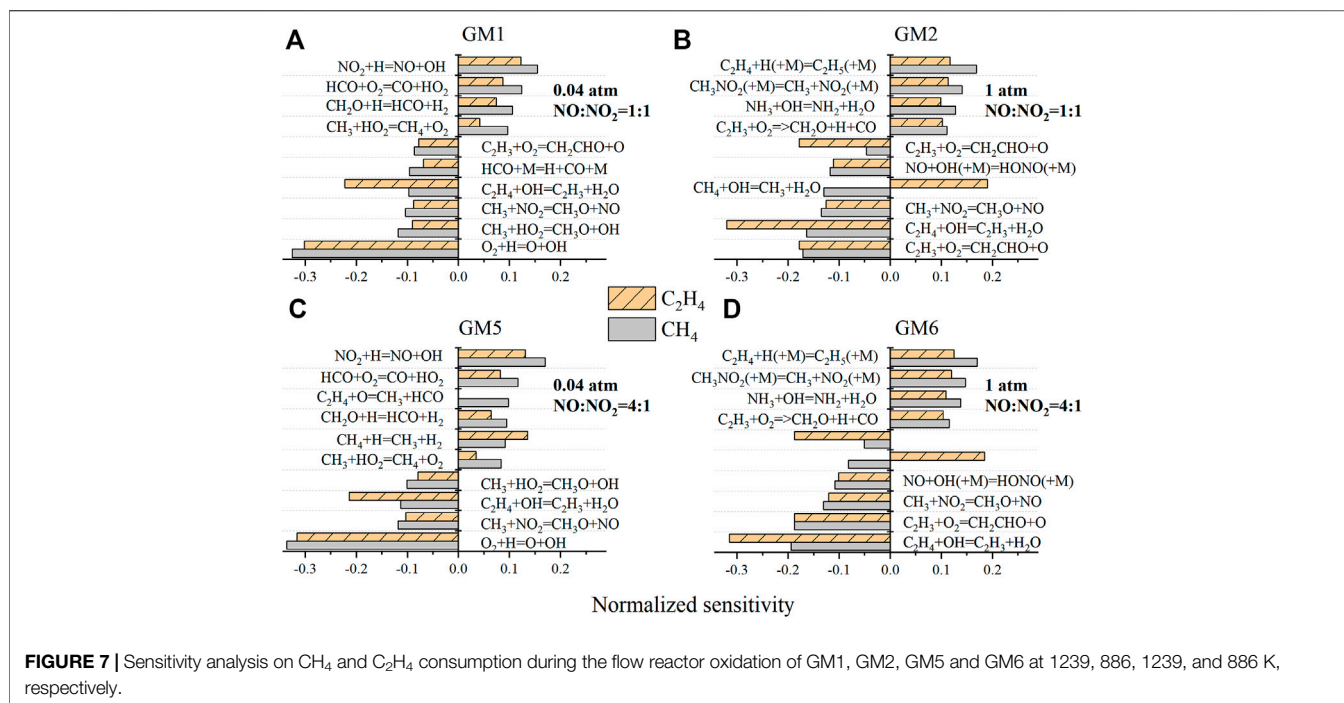 A
GM1
NO₂+H=NO+OH
HCO+O₂=CO+HO₂
CH₂O+H=HCO+H₂
CH₃+HO₂=CH₄+O₂
0.04 atm
NO:NO₂=1:1
C₂H₃+O₂=CH₂CHO+O
HCO+M=H+CO+M
C₂H₄+OH=C₂H₃+H₂O
CH₃+NO₂=CH₃O+NO
CH₃+HO₂=CH₃O+OH
O₂+H=O+OH
-0.3 -0.2 -0.1 0.0 0.1 0.2
B
GM2
C₂H₄+H(+M)=C₂H₅(+M)
CH₃NO₂(+M)=CH₃+NO₂(+M)
NH₃+OH=NH₂+H₂O
C₂H₃+O₂=>CH₂O+H+CO
1 atm
NO:NO₂=1:1
C₂H₃+O₂=CH₂CHO+O
NO+OH(+M)=HONO(+M)
CH₄+OH=CH₃+H₂O
CH₃+NO₂=CH₃O+NO
C₂H₄+OH=C₂H₃+H₂O
C₂H₃+O₂=CH₂CHO+O
-0.3 -0.2 -0.1 0.0 0.1 0.2
C₂H₄
CH₄
C
GM5
NO₂+H=NO+OH
HCO+O₂=CO+HO₂
C₂H₄+O=CH₃+HCO
CH₂O+H=HCO+H₂
CH₄+H=CH₃+H₂
CH₃+HO₂=CH₄+O₂
0.04 atm
NO:NO₂=4:1
CH₃+HO₂=CH₃O+OH
C₂H₄+OH=C₂H₃+H₂O
CH₃+NO₂=CH₃O+NO
O₂+H=O+OH
-0.3 -0.2 -0.1 0.0 0.1 0.2
D
GM6
C₂H₄+H(+M)=C₂H₅(+M)
CH₃NO₂(+M)=CH₃+NO₂(+M)
NH₃+OH=NH₂+H₂O
C₂H₃+O₂=>CH₂O+H+CO
1 atm
NO:NO₂=4:1
NO+OH(+M)=HONO(+M)
CH₃+NO₂=CH₃O+NO
C₂H₃+O₂=CH₂CHO+O
C₂H₄+OH=C₂H₃+H₂O
-0.3 -0.2 -0.1 0.0 0.1 0.2
Normalized sensitivity
FIGURE 7 | Sensitivity analysis on CH₄ and C₂H₄ consumption during the flow reactor oxidation of GM1, GM2, GM5 and GM6 at 1239, 886, 1239, and 886 K,
respectively.